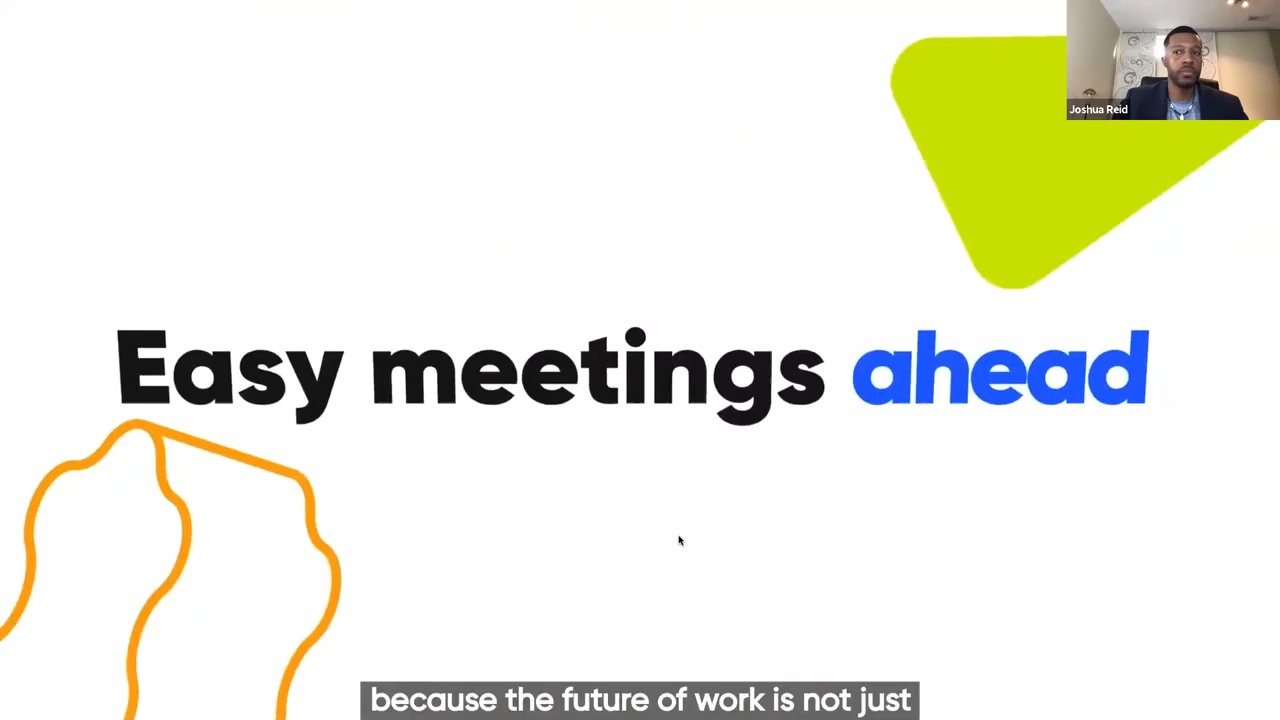 Joshua Reid
Easy meetings ahead
because the future of work is not just